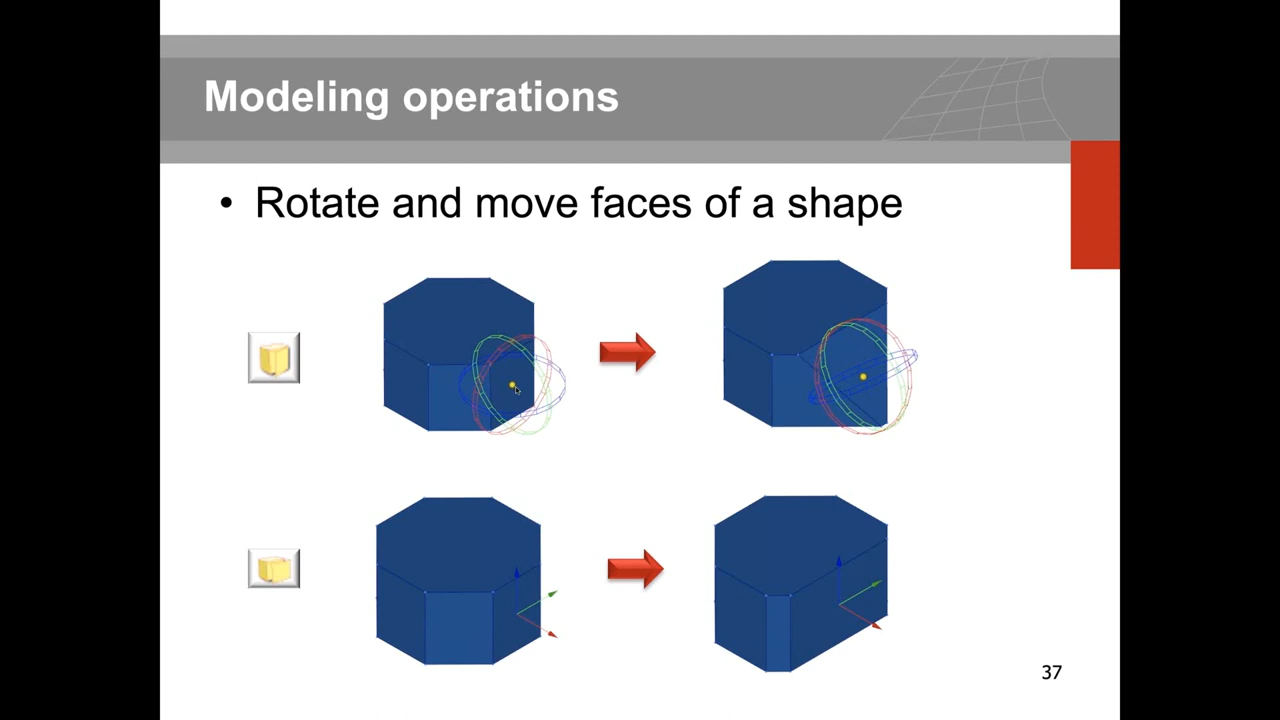 Modeling operations
• Rotate and move faces of a shape
37